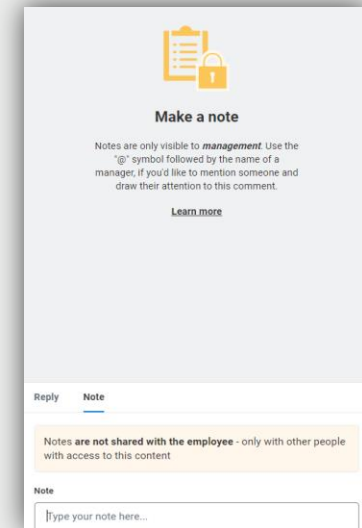 Make a note
Notes are only visible to management. Use the
"@" symbol followed by the name of a
manager, if you'd like to mention someone and
draw their attention to this comment.
Learn more
Reply Note
Notes are not shared with the employee - only with other people
with access to this content
Note
Type your note here...